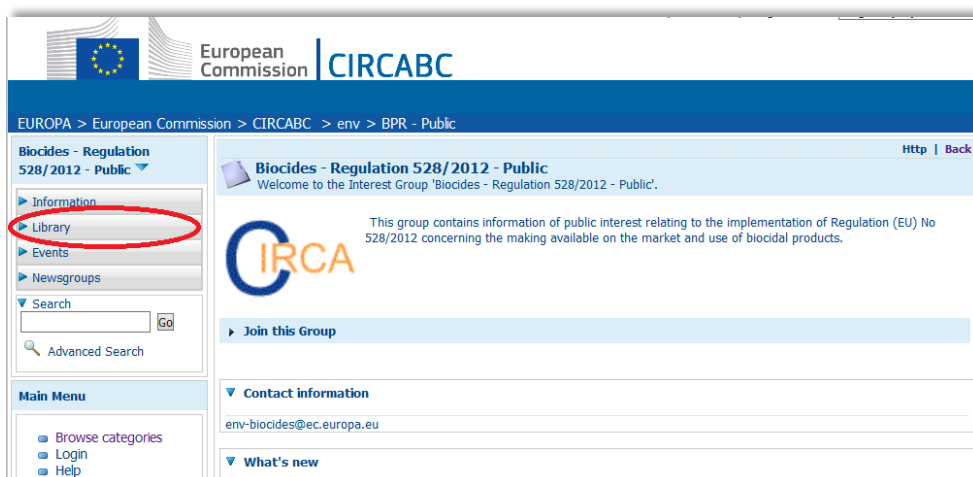 European
Commission
CIRCABC
EUROPA > European Commission > CIRCABC > env > BPR - Public
Biocides - Regulation
528/2012 - Public
Information
Library
Events
Newsgroups
Search
Go
Advanced Search
Main Menu
Browse categories
Login
Help
Http | Back
Biocides - Regulation 528/2012 - Public
Welcome to the Interest Group 'Biocides - Regulation 528/2012 - Public'.
CIRCA
This group contains information of public interest relating to the implementation of Regulation (EU) No
528/2012 concerning the making available on the market and use of biocidal products.
Join this Group
Contact information
env-biocides@ec.europa.eu
What's new